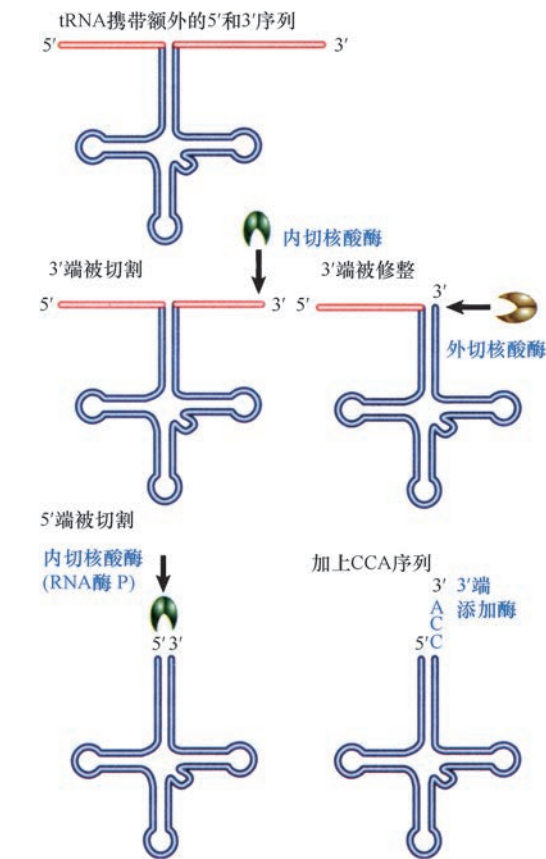 tRNA携带额外的5′和3′序列
5′ 3′
内切核酸酶
3′端被切割
5′ 3′
3′端被修整
5′ 3′
外切核酸酶
5′端被切割
内切核酸酶
(RNA酶 P)
5′ 3′
加上CCA序列
3′
A
C
5′ C
3′端
添加酶